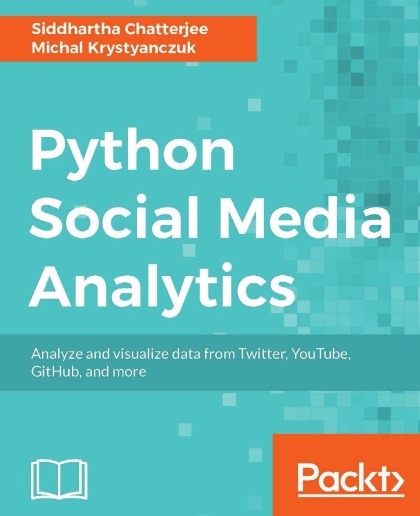 Siddhartha Chatterjee
Michal Krystyanczuk
Python
Social Media
Analytics
Analyze and visualize data from Twitter, YouTube,
GitHub, and more
Packt>